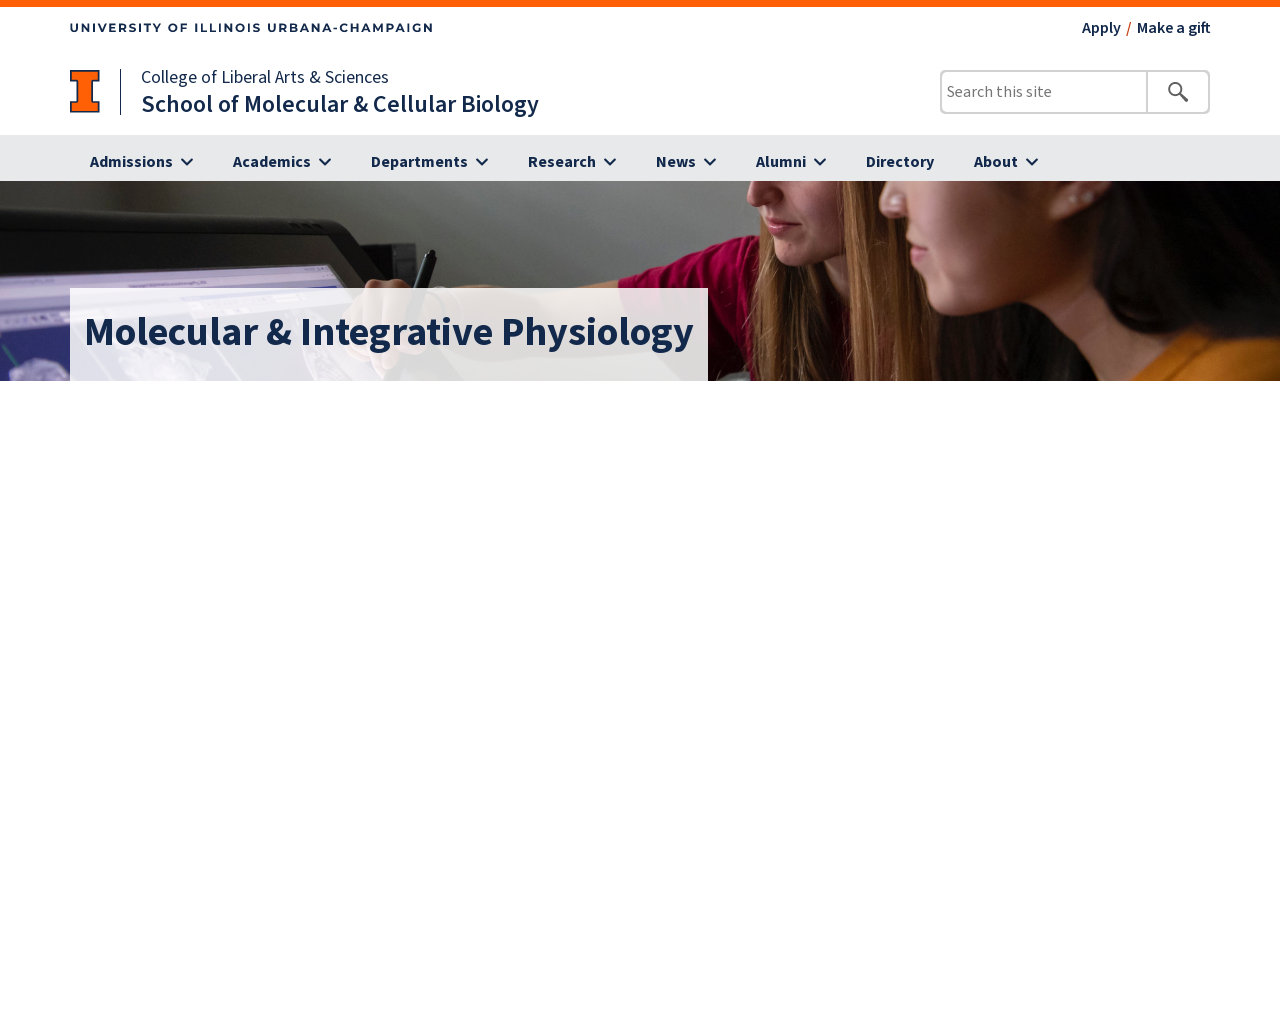 UNIVERSITY OF ILLINOIS URBANA-CHAMPAIGN
Apply / Make a gift
College of Liberal Arts & Sciences
School of Molecular & Cellular Biology
Search this site
Admissions Academics Departments Research News Alumni Directory About
Molecular & Integrative Physiology